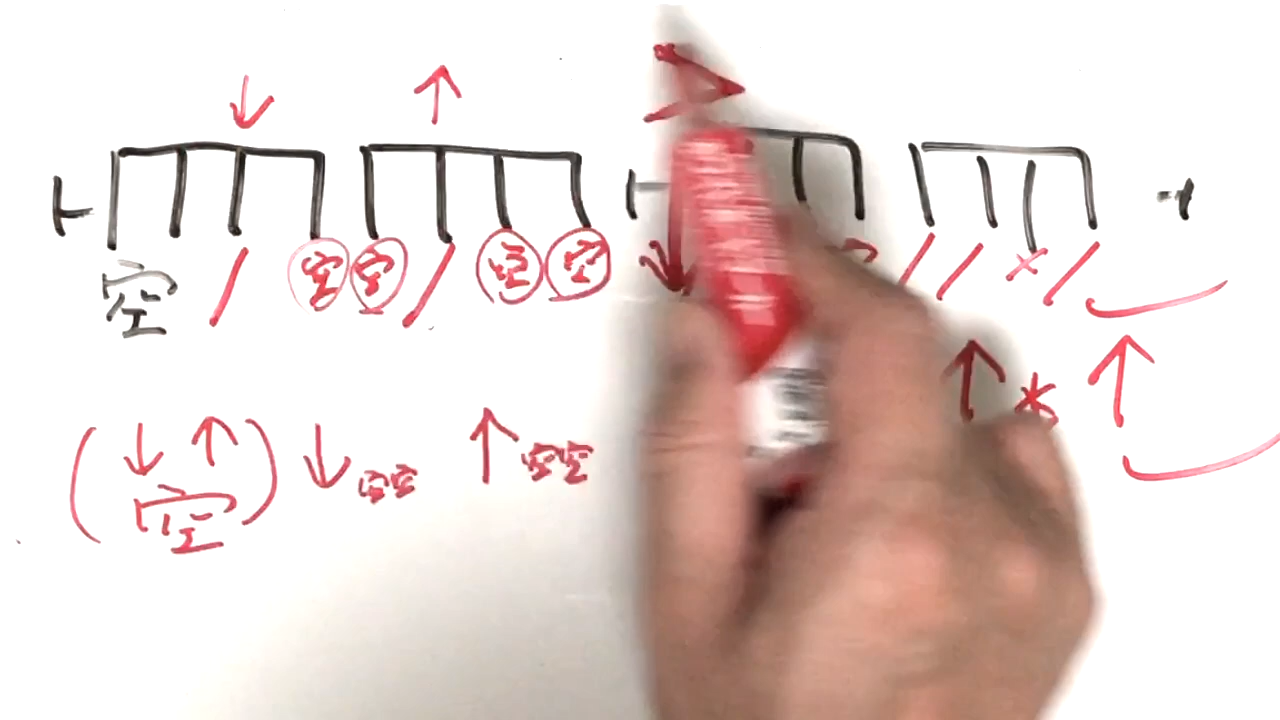 ↓ ↑
空 / 空 空 / 空 空 / / × /
↑ * ↑
( ↓ ↑ 空 ) ↓ 空空 ↑ 空空